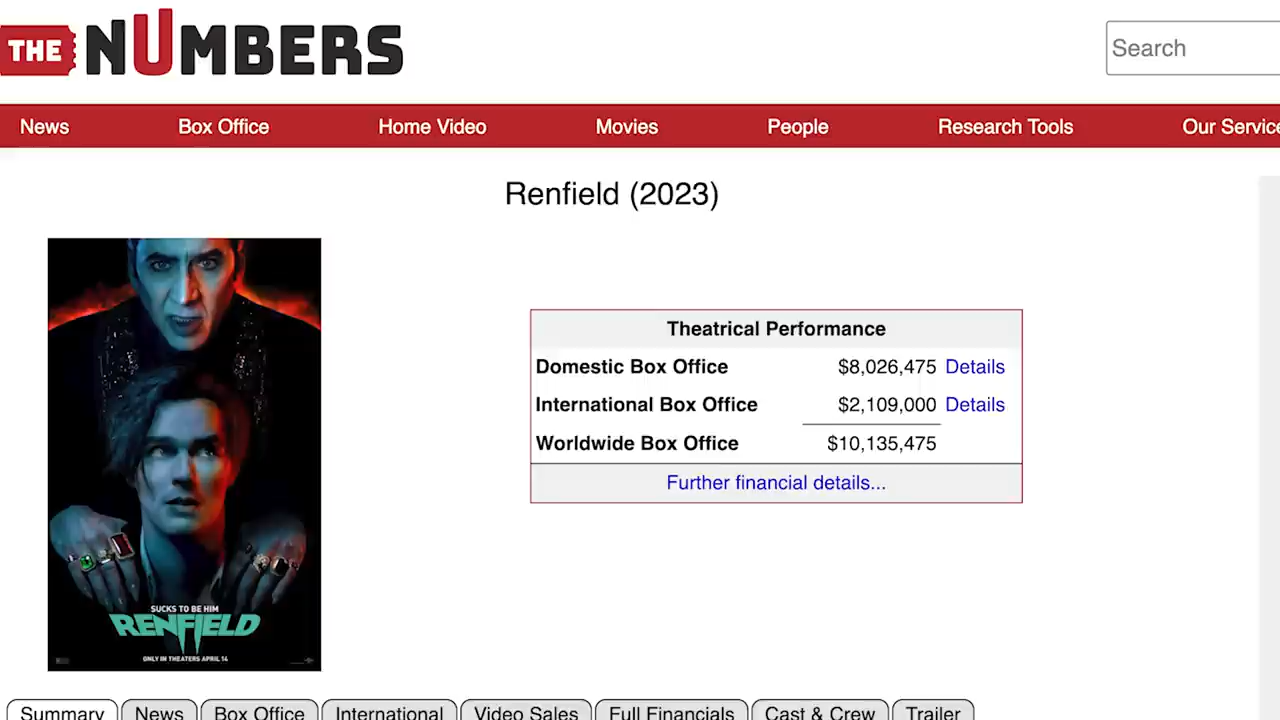 THE NUMBERS
Search
News Box Office Home Video Movies People Research Tools Our Service
Renfield (2023)
Theatrical Performance
Domestic Box Office $8,026,475 Details
International Box Office $2,109,000 Details
Worldwide Box Office $10,135,475
Further financial details...
SUCKS TO BE HIM
RENFIELD
ONLY IN THEATERS APRIL 14
Summary News Box Office International Video Sales Full Financials Cast & Crew Trailer